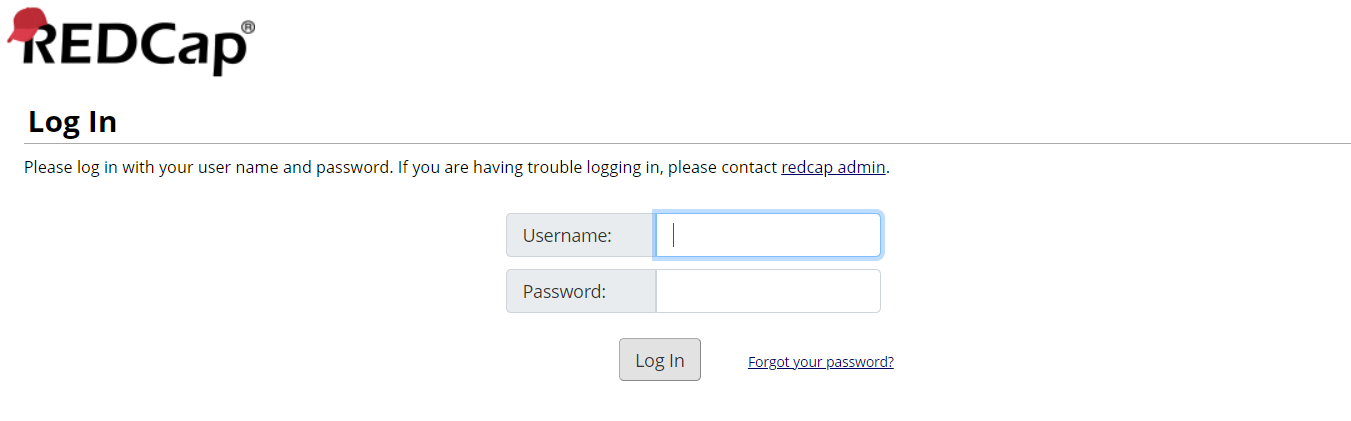 REDCap®
Log In
Please log in with your user name and password. If you are having trouble logging in, please contact redcap admin.
Username:
Password:
Log In Forgot your password?